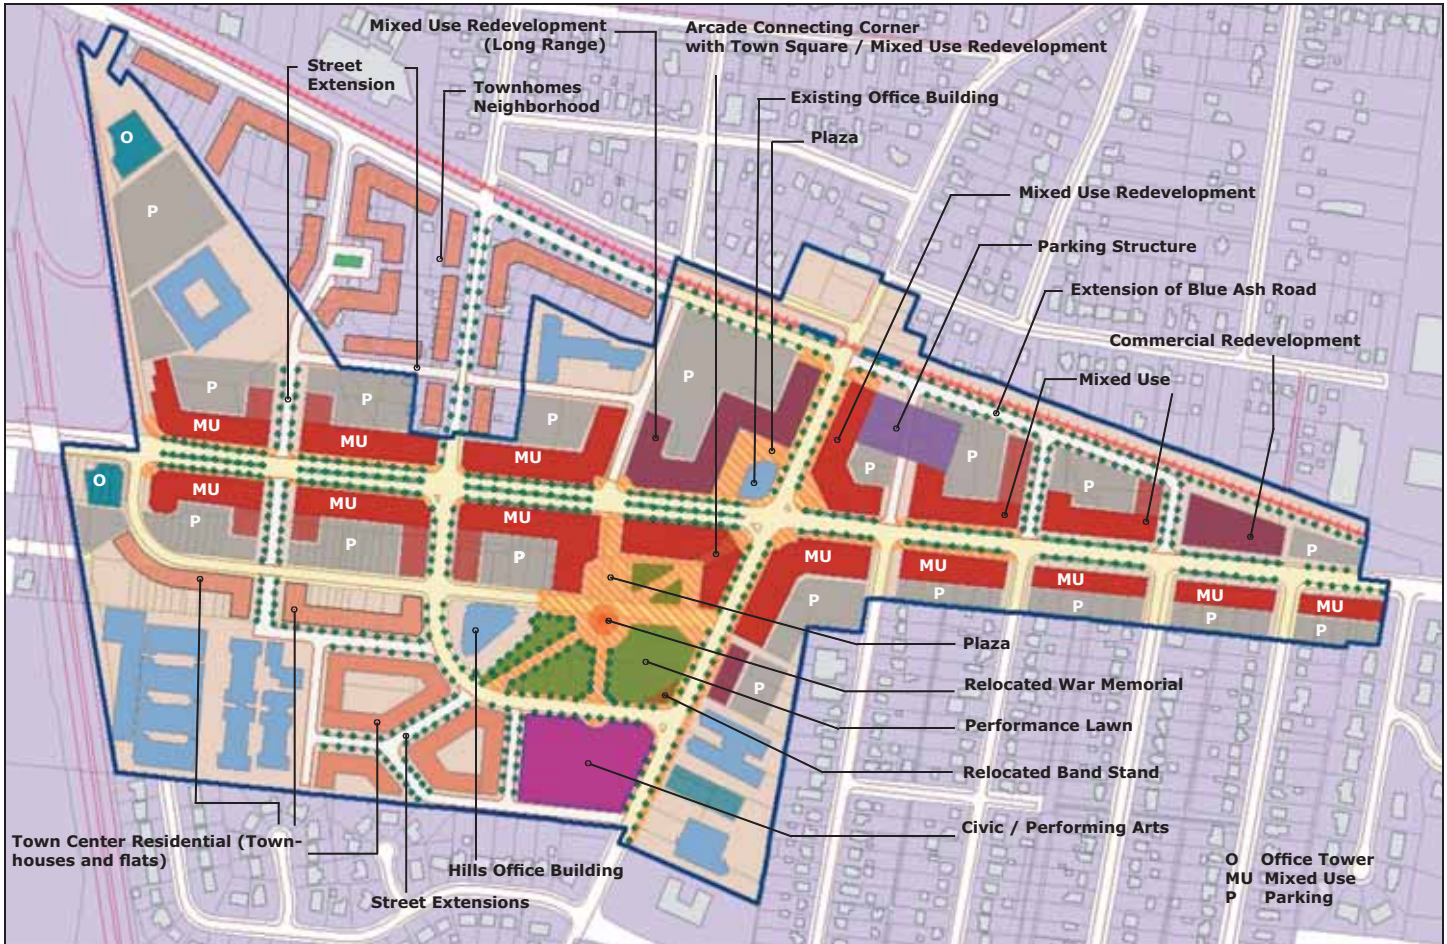 Mixed Use Redevelopment
(Long Range)
Arcade Connecting Corner
with Town Square / Mixed Use Redevelopment
Street
Extension
Townhomes
Neighborhood
Existing Office Building
Plaza
Mixed Use Redevelopment
Parking Structure
Extension of Blue Ash Road
Commercial Redevelopment
Mixed Use
O
P
P
P
P
P
MU
MU
MU
P
P
P
O
MU
MU
MU
P
P
P
MU
MU
MU
MU
MU
P
P
P
P
P
P
P
Plaza
Relocated War Memorial
Performance Lawn
Relocated Band Stand
Civic / Performing Arts
Town Center Residential (Town-
houses and flats)
Hills Office Building
Street Extensions
O Office Tower
MU Mixed Use
P Parking